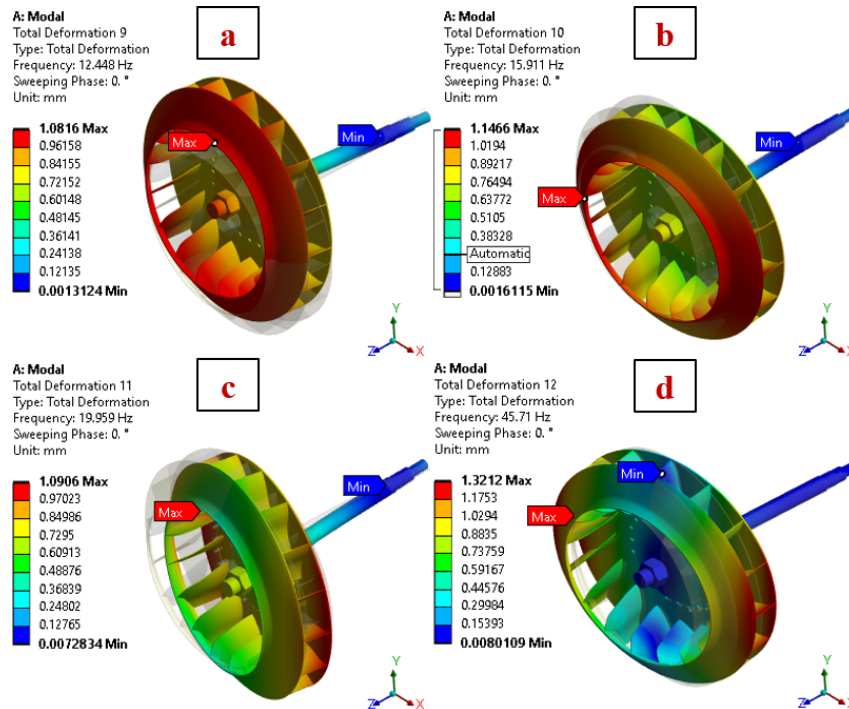 A: Modal
Total Deformation 9
Type: Total Deformation
Frequency: 12.448 Hz
Sweeping Phase: 0. °
Unit: mm
a
1.0816 Max
0.96158
0.84155
0.72152
0.60148
0.48145
0.36141
0.24138
0.12135
0.0013124 Min
Max
Min
Y
Z
X
A: Modal
Total Deformation 10
Type: Total Deformation
Frequency: 15.911 Hz
Sweeping Phase: 0. °
Unit: mm
b
1.1466 Max
1.0194
0.89217
0.76494
0.63772
0.5105
0.38328
Automatic
0.12883
0.0016115 Min
Min
Max
Y
Z
X
A: Modal
Total Deformation 11
Type: Total Deformation
Frequency: 19.959 Hz
Sweeping Phase: 0. °
Unit: mm
c
1.0906 Max
0.97023
0.84986
0.7295
0.60913
0.48876
0.36839
0.24802
0.12765
0.0072834 Min
Min
Max
Y
Z
X
A: Modal
Total Deformation 12
Type: Total Deformation
Frequency: 45.71 Hz
Sweeping Phase: 0. °
Unit: mm
d
1.3212 Max
1.1753
1.0294
0.8835
0.73759
0.59167
0.44576
0.29984
0.15393
0.0080109 Min
Min
Max
Y
Z
X